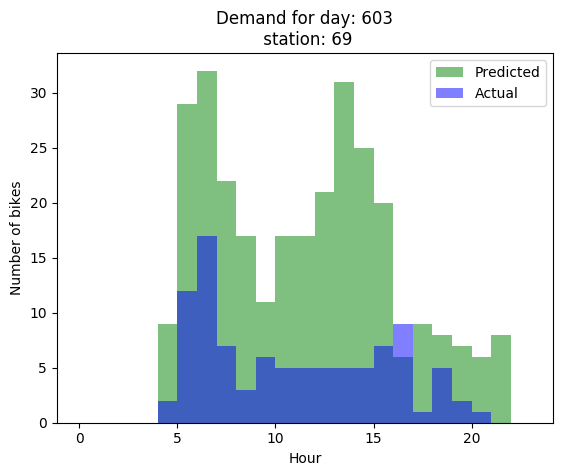 Demand for day: 603
station: 69
Predicted
Actual
Number of bikes
30
25
20
15
10
5
0
0
5
10
15
20
Hour